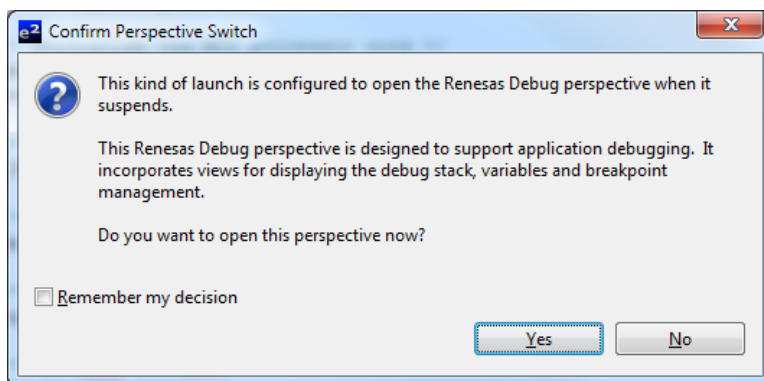 e² Confirm Perspective Switch
This kind of launch is configured to open the Renesas Debug perspective when it
suspends.
This Renesas Debug perspective is designed to support application debugging. It
incorporates views for displaying the debug stack, variables and breakpoint
management.
Do you want to open this perspective now?
Remember my decision
Yes No